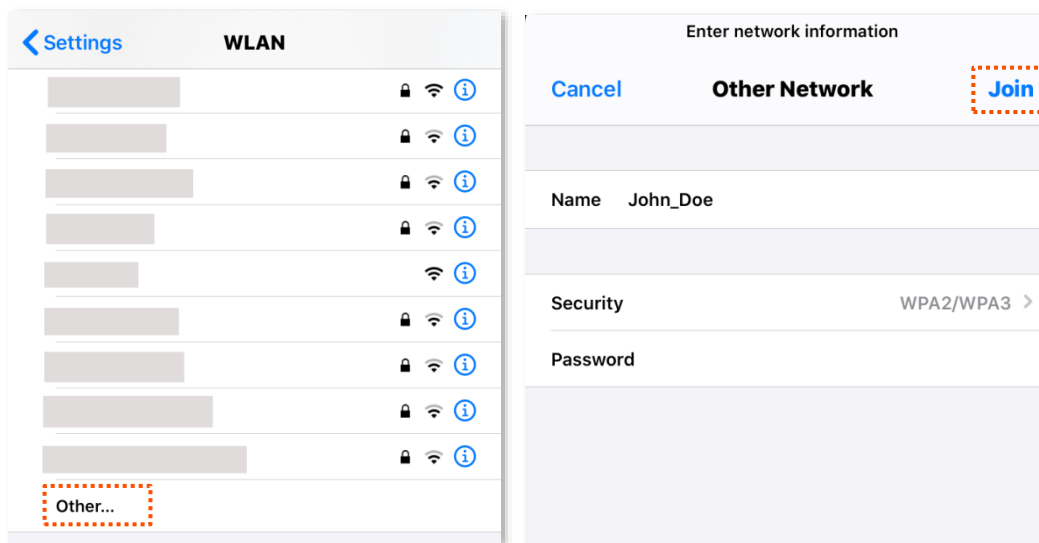 Settings
WLAN
Other...
Enter network information
Cancel
Other Network
Join
Name John_Doe
Security WPA2/WPA3
Password